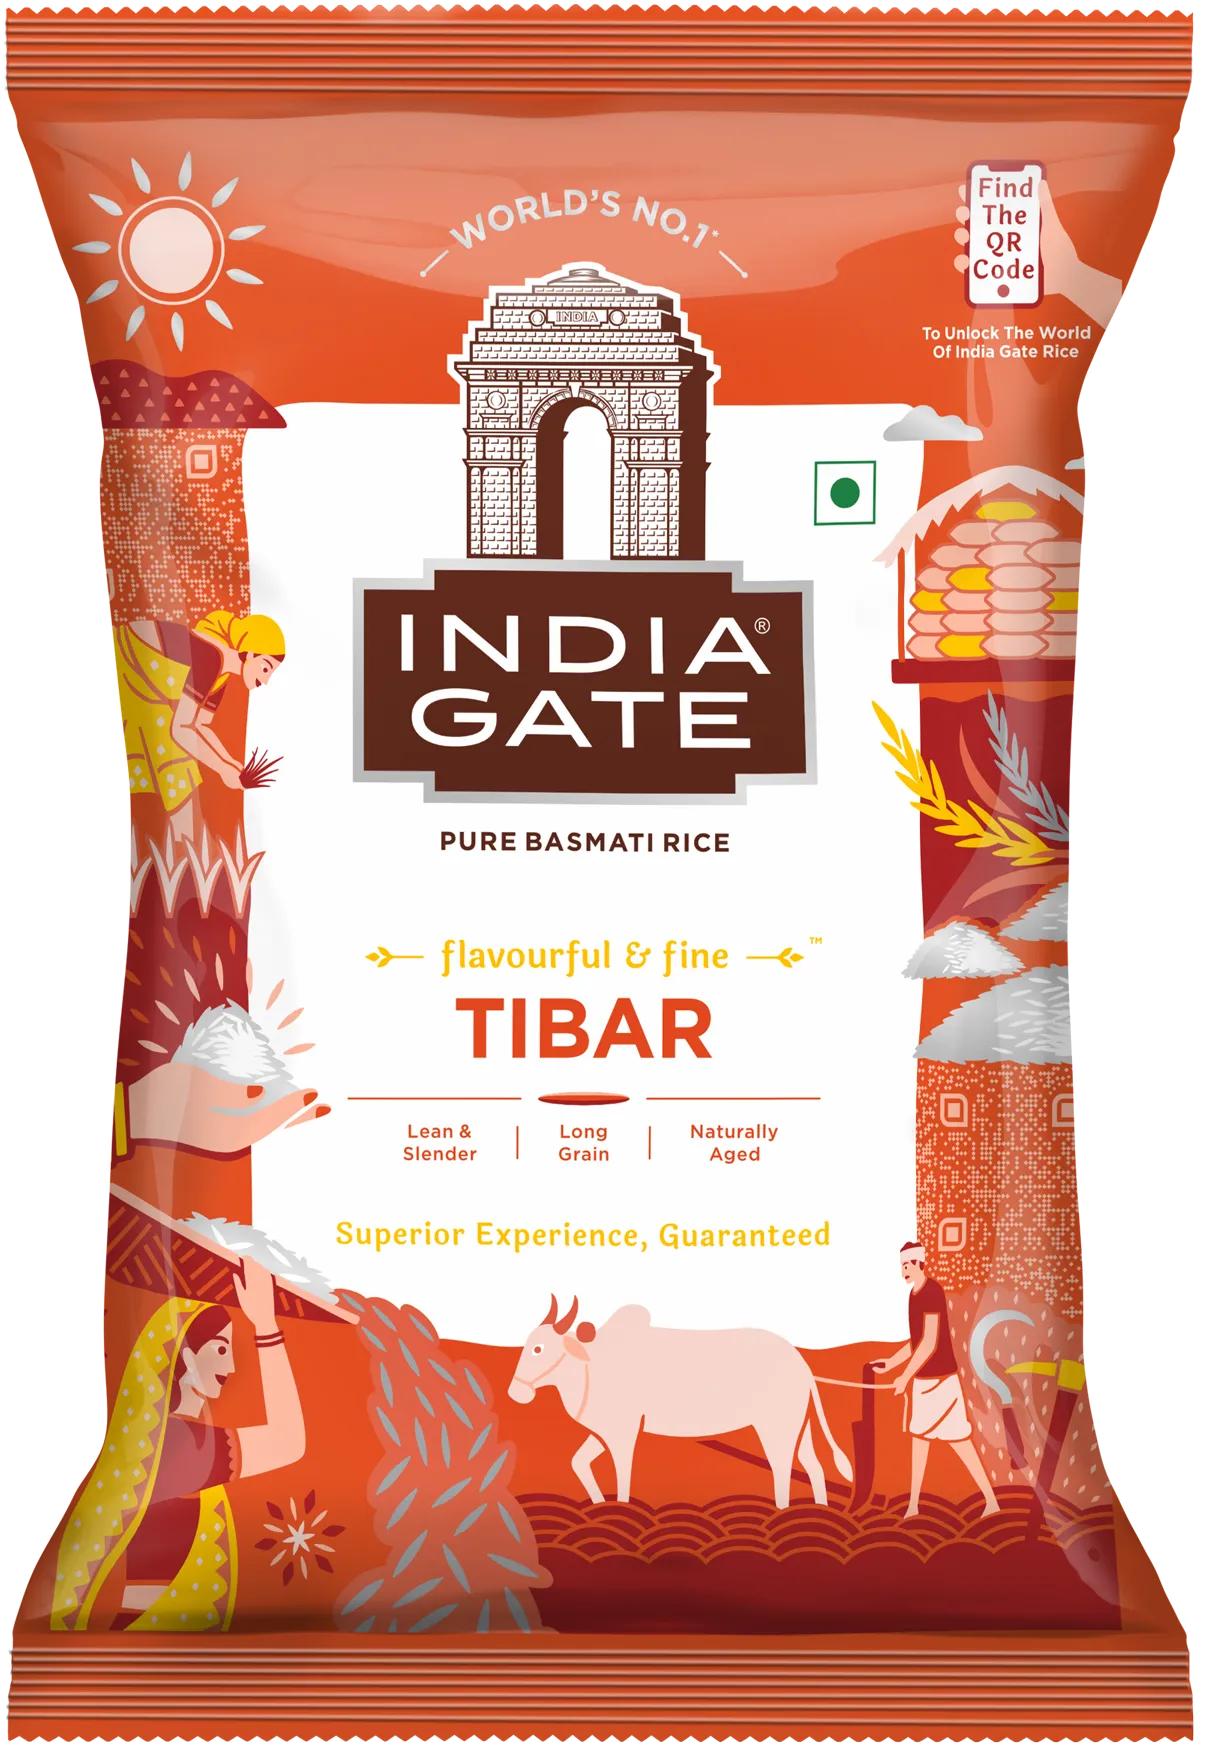 WORLD'S NO.1*
Find
The
QR
Code
To Unlock The World
Of India Gate Rice
INDIA
INDIA®
GATE
PURE BASMATI RICE
flavourful & fine™
TIBAR
Lean &
Slender
Long
Grain
Naturally
Aged
Superior Experience, Guaranteed